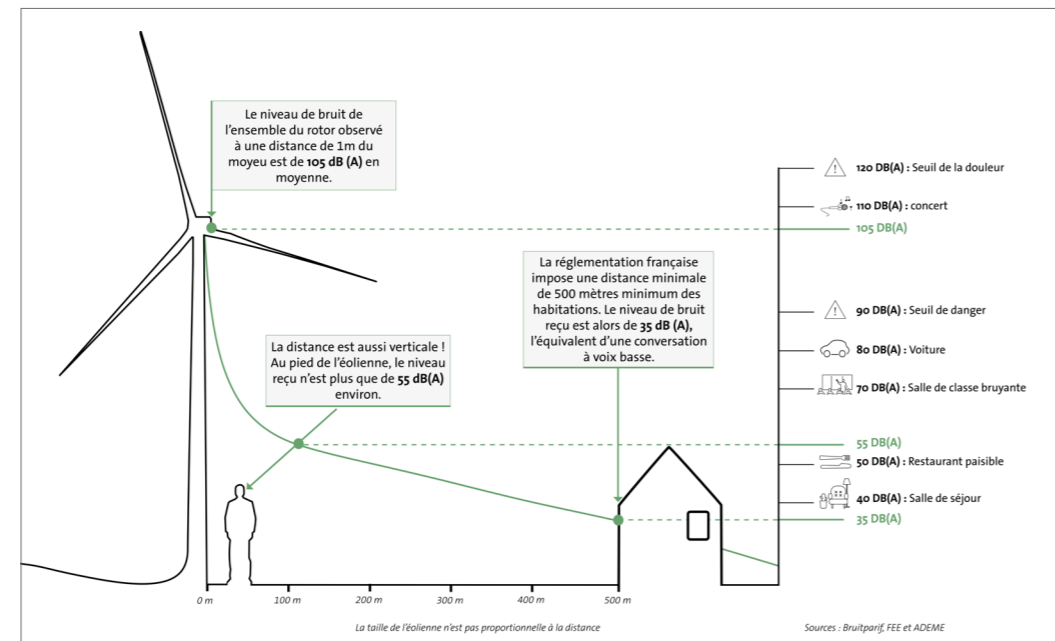 Le niveau de bruit de
l'ensemble du rotor observé
à une distance de 1m du
moyeu est de 105 dB (A) en
moyenne.
La distance est aussi verticale !
Au pied de l'éolienne, le niveau
reçu n'est plus que de 55 dB(A)
environ.
La réglementation française
impose une distance minimale
de 500 mètres minimum des
habitations. Le niveau de bruit
reçu est alors de 35 dB (A),
l'équivalent d'une conversation
à voix basse.
120 DB(A) : Seuil de la douleur
110 DB(A) : concert
105 DB(A)
90 DB(A) : Seuil de danger
80 DB(A) : Voiture
70 DB(A) : Salle de classe bruyante
55 DB(A)
50 DB(A) : Restaurant paisible
40 DB(A) : Salle de séjour
35 DB(A)
0 m 100 m 200 m 300 m 400 m 500 m
La taille de l'éolienne n'est pas proportionnelle à la distance
Sources : Bruitparif, FEE et ADEME